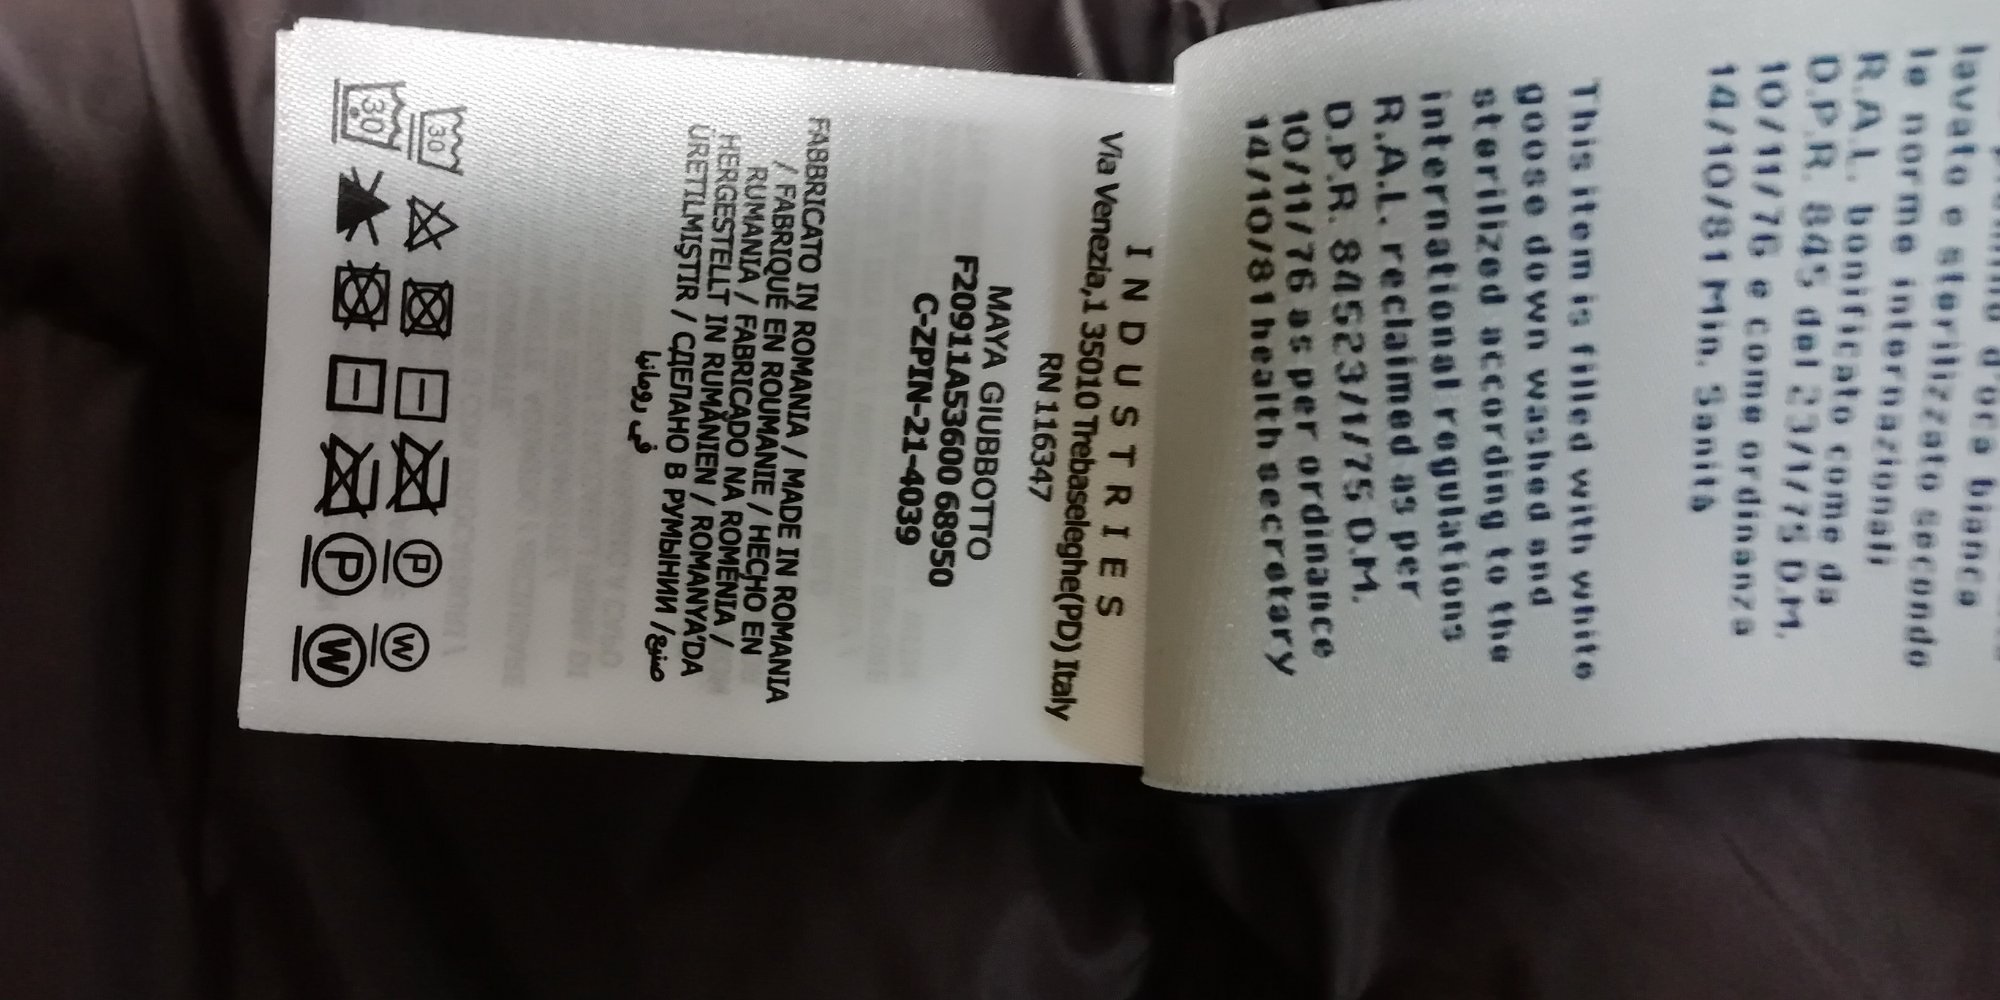 lavato e sterilizzato secondo
le norme internazionali
R.A.L. bonificato come da
D.P.R. 845 del 23/1/75 D.M.
10/11/76 e come ordinanza
14/10/81 Min. Sanità
This item is filled with white
goose down washed and
sterilized according to the
international regulations
R.A.L. reclaimed as per
D.P.R. 84523/1/75 D.M.
10/11/76 as per ordinance
14/10/81 health secretary
INDUSTRIES
Via Venezia,1 35010 Trebaseleghe(PD) Italy
RN 116347
MAYA GIUBBOTTO
F20911A53600 68950
C-ZPIN-21-4039
FABBRICATO IN ROMANIA / MADE IN ROMANIA
/ FABRIQUÉ EN ROUMANIE / HECHO EN
RUMANIA / FABRICADO NA ROMÉNIA /
HERGESTELLT IN RUMÄNIEN / ROMANYA'DA
ÜRETILMIŞTIR / СДЕЛАНО В РУМЫНИИ / صنع
في رومانيا
30 P W
30 P W